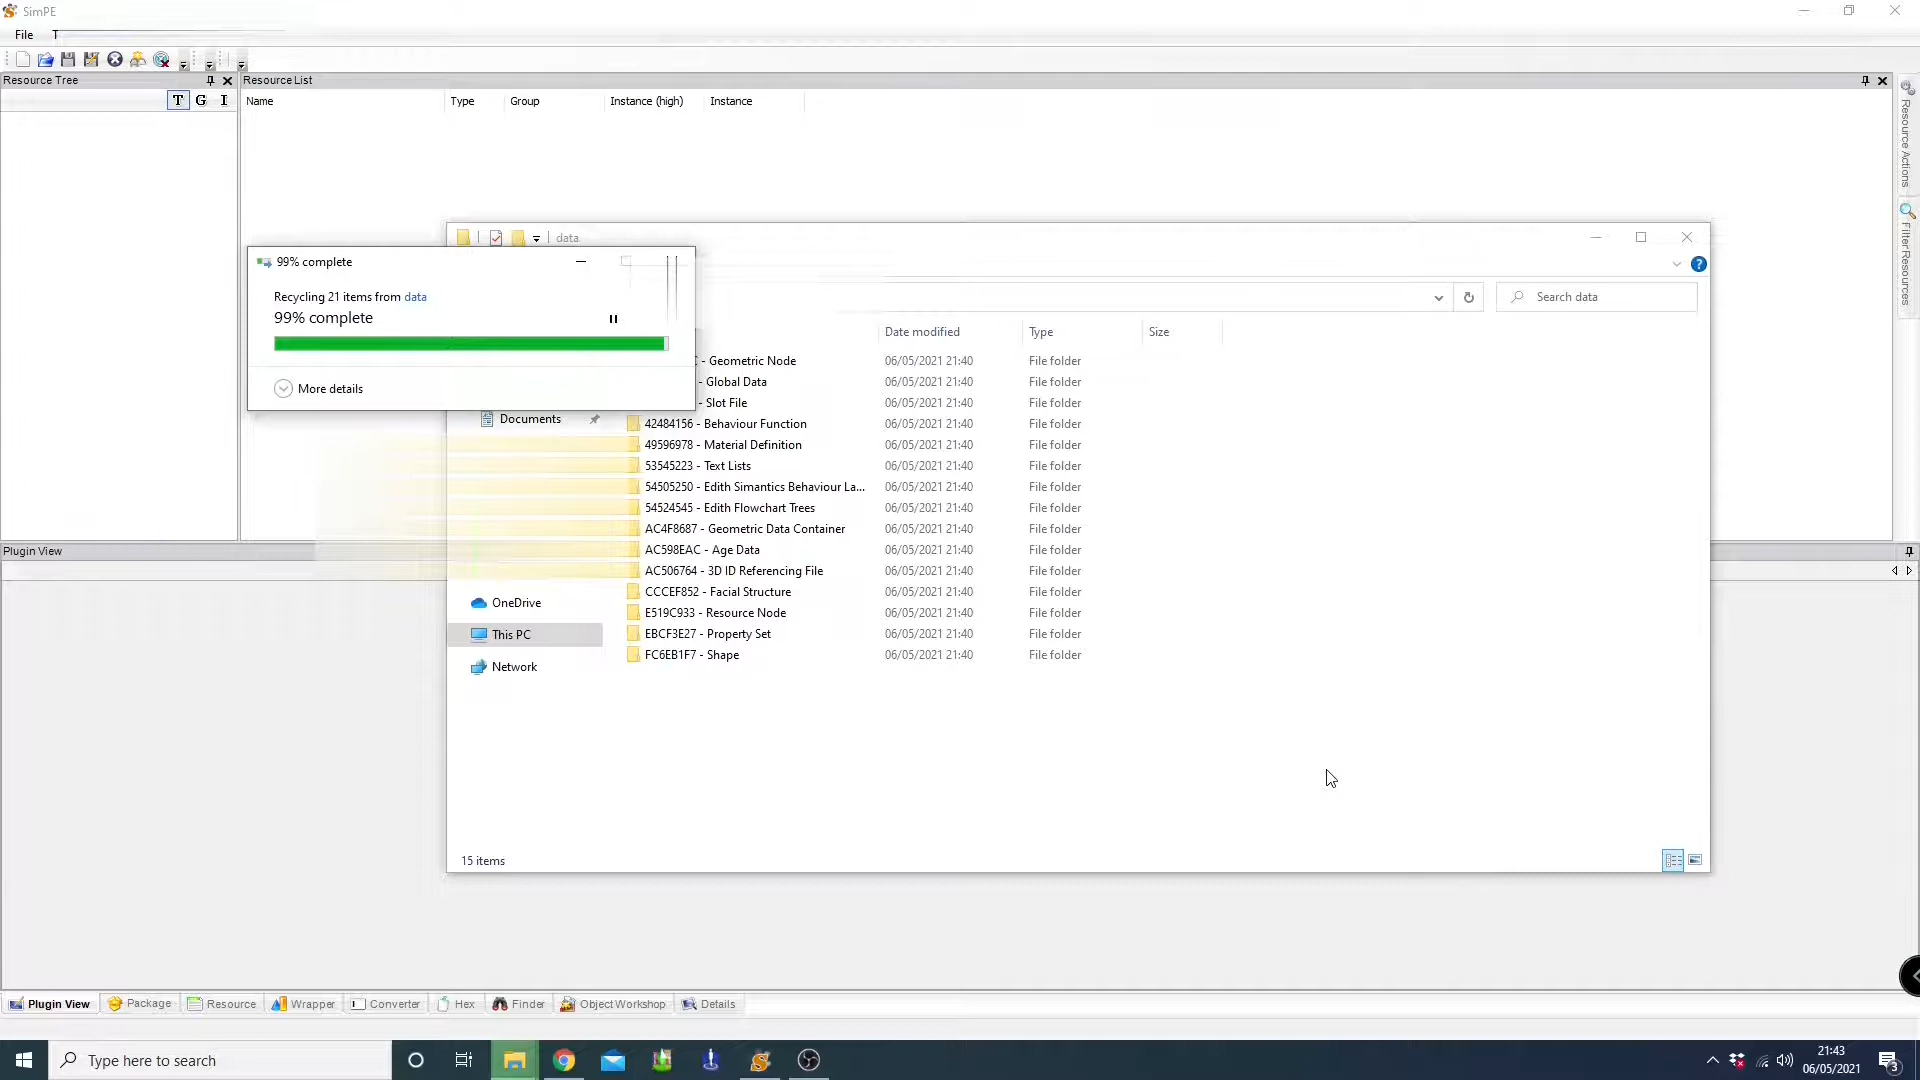 SimPE
File T
Resource Tree
T G I
Resource List
Name Type Group Instance (high) Instance
Resource Actions
Filter Resources
data
99% complete
Recycling 21 items from data
99% complete
More details
Search data
Date modified Type Size
C - Geometric Node 06/05/2021 21:40 File folder
- Global Data 06/05/2021 21:40 File folder
- Slot File 06/05/2021 21:40 File folder
Documents
42484156 - Behaviour Function 06/05/2021 21:40 File folder
49596978 - Material Definition 06/05/2021 21:40 File folder
53545223 - Text Lists 06/05/2021 21:40 File folder
54505250 - Edith Simantics Behaviour La... 06/05/2021 21:40 File folder
54524545 - Edith Flowchart Trees 06/05/2021 21:40 File folder
AC4F8687 - Geometric Data Container 06/05/2021 21:40 File folder
AC598EAC - Age Data 06/05/2021 21:40 File folder
AC506764 - 3D ID Referencing File 06/05/2021 21:40 File folder
CCCEF852 - Facial Structure 06/05/2021 21:40 File folder
E519C933 - Resource Node 06/05/2021 21:40 File folder
EBCF3E27 - Property Set 06/05/2021 21:40 File folder
FC6EB1F7 - Shape 06/05/2021 21:40 File folder
OneDrive
This PC
Network
15 items
Plugin View
Plugin View Package Resource Wrapper Converter Hex Finder Object Workshop Details
Type here to search
21:43
06/05/2021
3